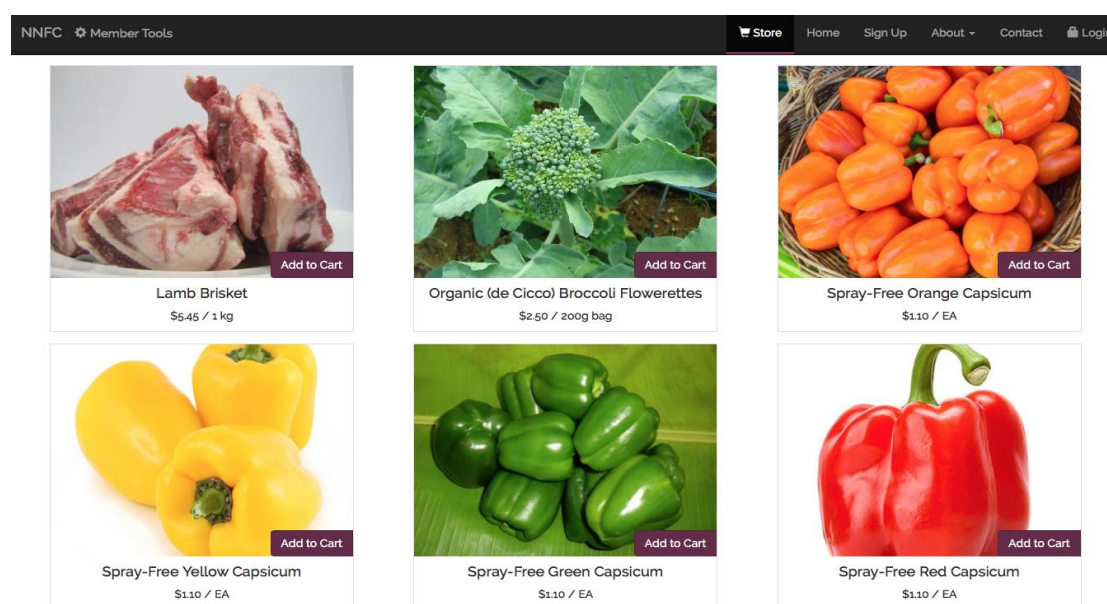 NNFC Member Tools Store Home Sign Up About Contact Login
Add to Cart Add to Cart Add to Cart
Lamb Brisket Organic (de Cicco) Broccoli Flowerettes Spray-Free Orange Capsicum
$5.45 / 1 kg $2.50 / 200g bag $1.10 / EA
Add to Cart Add to Cart Add to Cart
Spray-Free Yellow Capsicum Spray-Free Green Capsicum Spray-Free Red Capsicum
$1.10 / EA $1.10 / EA $1.10 / EA